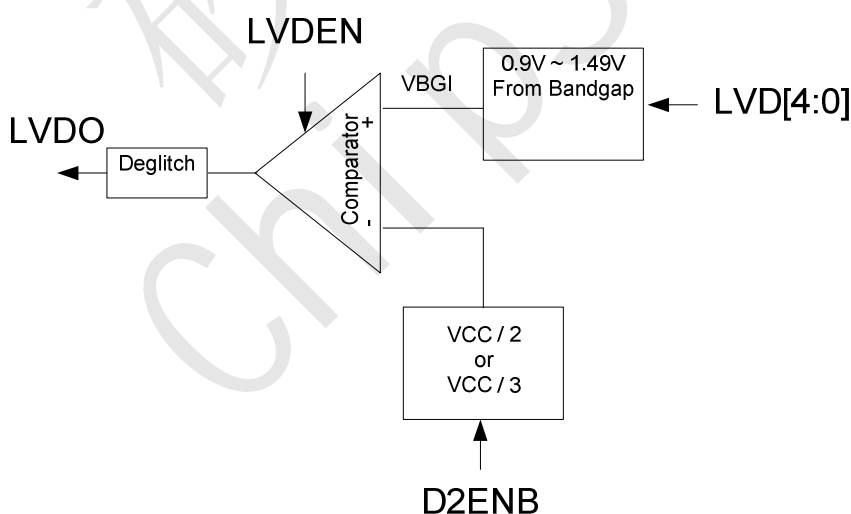 LVDEN
0.9V ~ 1.49V
From Bandgap
VBGI
LVD[4:0]
LVDO
Deglitch
Comparator
+
-
VCC / 2
or
VCC / 3
D2ENB